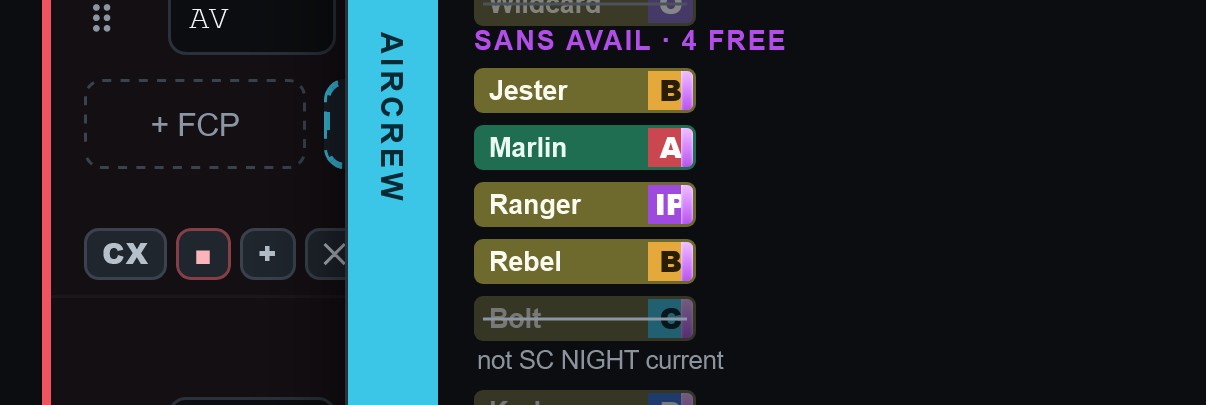 AV
+ FCP
CX
+
AIRCREW
Wildcard
SANS AVAIL · 4 FREE
Jester B
Marlin A
Ranger IP
Rebel B
Bolt C
not SC NIGHT current